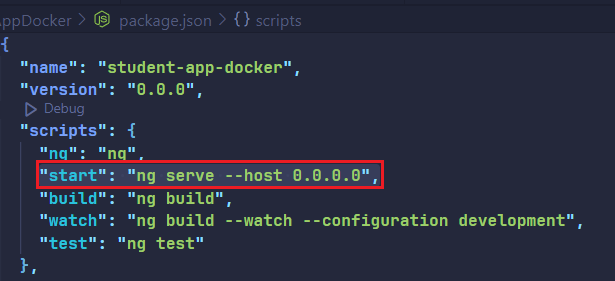 AppDocker > package.json > scripts
{
"name": "student-app-docker",
"version": "0.0.0",
Debug
"scripts": {
"ng": "ng",
"start": "ng serve --host 0.0.0.0",
"build": "ng build",
"watch": "ng build --watch --configuration development",
"test": "ng test"
},